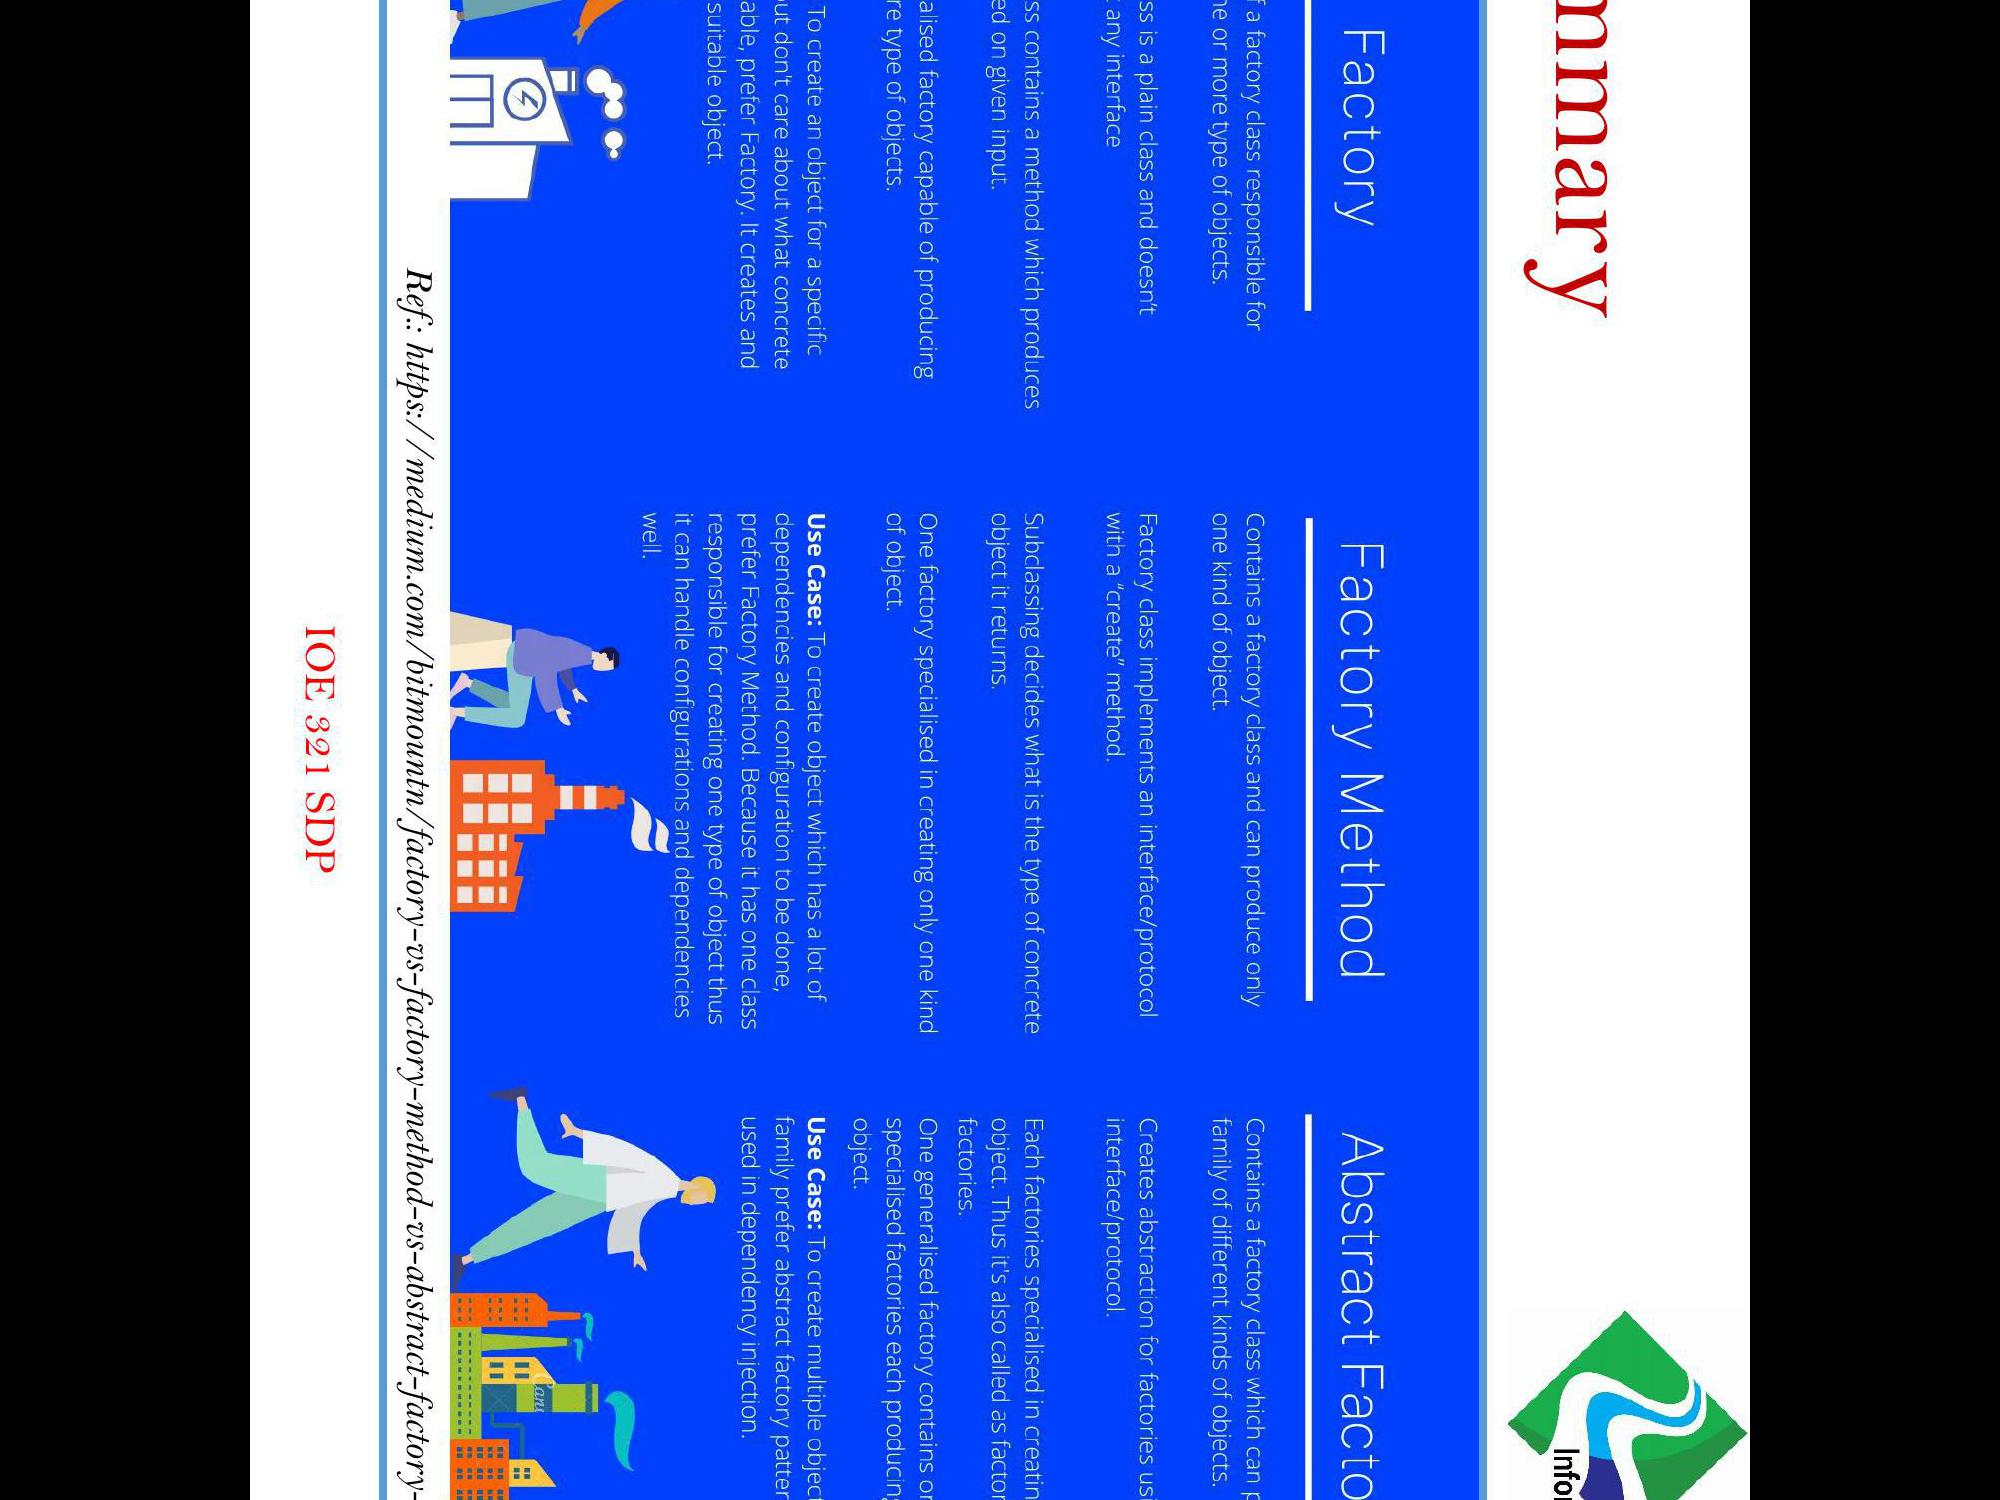 mmary
Factory
f a factory class responsible for
ne or more type of objects.
ss is a plain class and doesn't
any interface
ss contains a method which produces
ed on given input.
alised factory capable of producing
re type of objects.
To create an object for a specific
ut don't care about what concrete
able, prefer Factory. It creates and
suitable object.
Factory Method
Contains a factory class and can produce only
one kind of object.
Factory class implements an interface/protocol
with a "create" method.
Subclassing decides what is the type of concrete
object it returns.
One factory specialised in creating only one kind
of object.
Use Case: To create object which has a lot of
dependencies and configuration to be done,
prefer Factory Method. Because it has one class
responsible for creating one type of object thus
it can handle configurations and dependencies
well.
Abstract Facto
Contains a factory class which can p
family of different kinds of objects.
Creates abstraction for factories usi
interface/protocol.
Each factories specialised in creatin
object. Thus it's also called as factor
factories.
One generalised factory contains or
specialised factories each producing
object.
Use Case: To create multiple object
family prefer abstract factory patter
used in dependency injection.
Cans
Ref.: https://medium.com/bitmountn/factory-vs-factory-method-vs-abstract-factory-
IOE 321 SDP
Infor